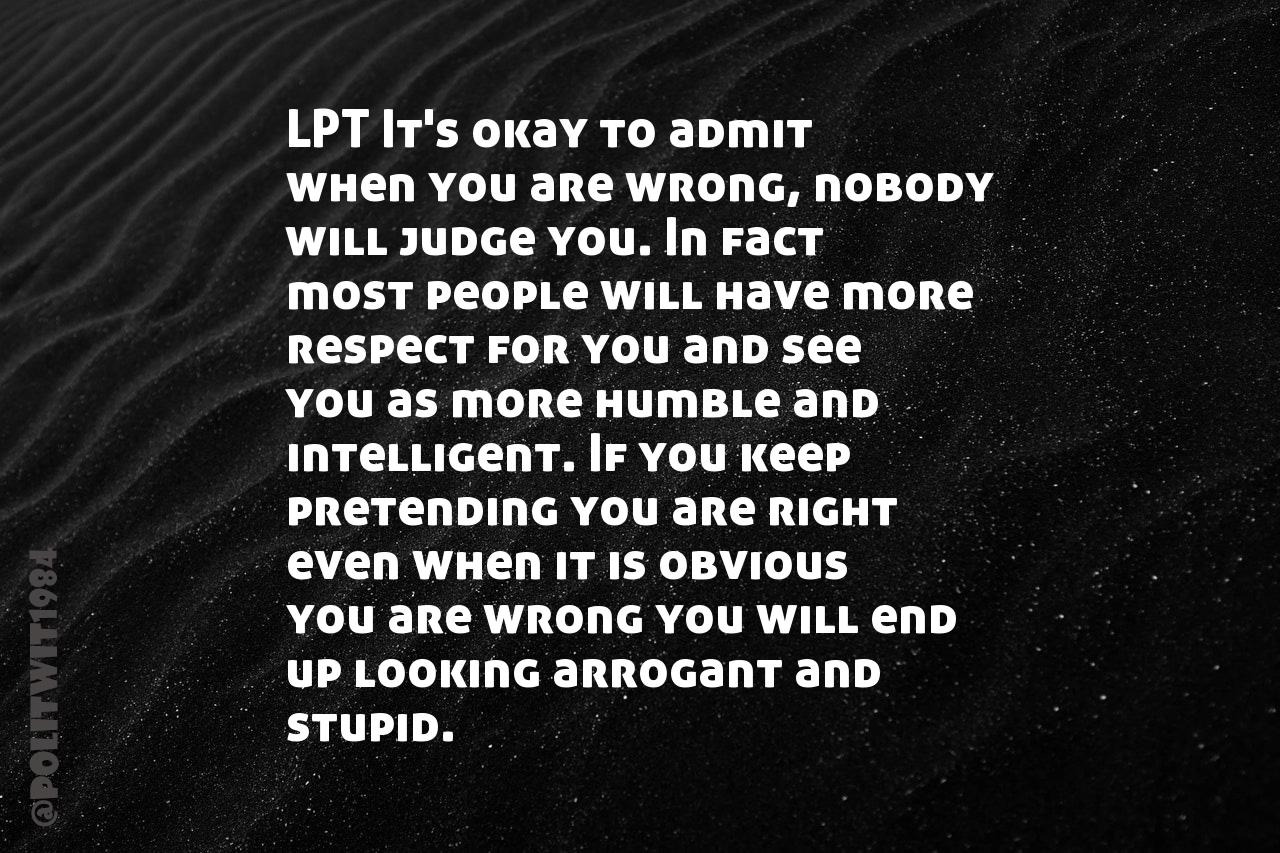 LPT It's okay to admit
when you are wrong, nobody
will judge you. In fact
most people will have more
respect for you and see
you as more humble and
intelligent. If you keep
pretending you are right
even when it is obvious
you are wrong you will end
up looking arrogant and
stupid.
@politwit1984